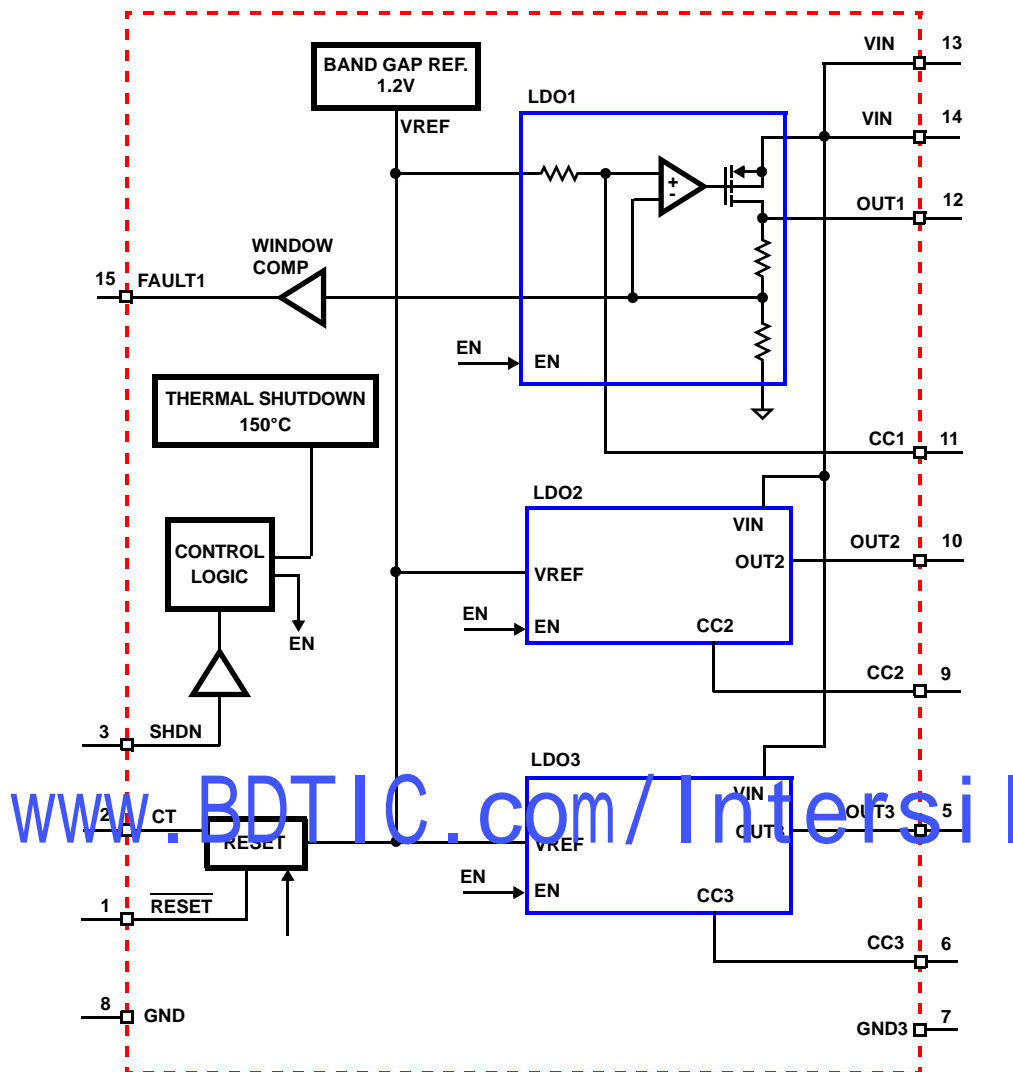 VIN 13
BAND GAP REF.
1.2V
LDO1
VREF
VIN 14
+
-
OUT1 12
WINDOW
COMP
15 FAULT1
EN
EN
THERMAL SHUTDOWN
150°C
CC1 11
LDO2
VIN
CONTROL
LOGIC
OUT2 10
OUT2
VREF
EN
EN
EN
CC2
CC2 9
3 SHDN
LDO3
www.BDTIC.com/Intersil
VIN
2 CT
OUT3 5
OUT3
RESET
VREF
EN
EN
CC3
1 RESET
CC3 6
8 GND
GND3 7